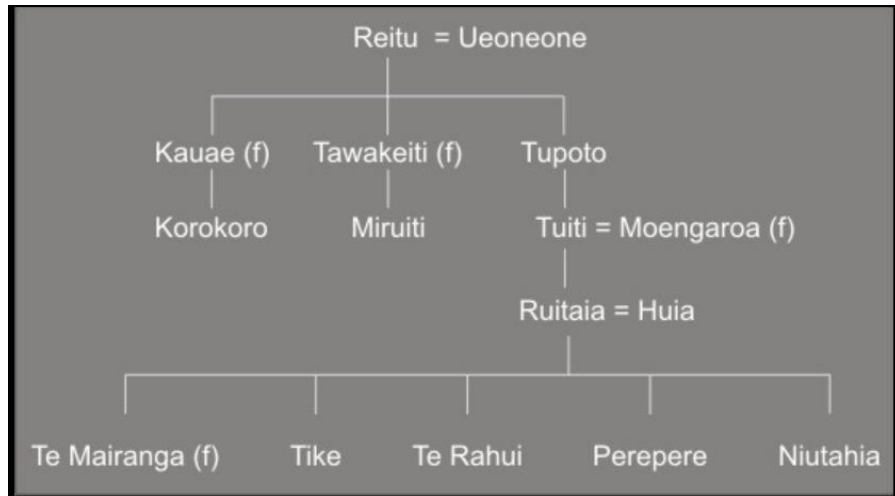 Reitu = Ueoneone
Kauae (f) Tawakeiti (f) Tupoto
Korokoro Miruiti Tuiti = Moengaroa (f)
Ruitaia = Huia
Te Mairanga (f) Tike Te Rahui Perepere Niutahia